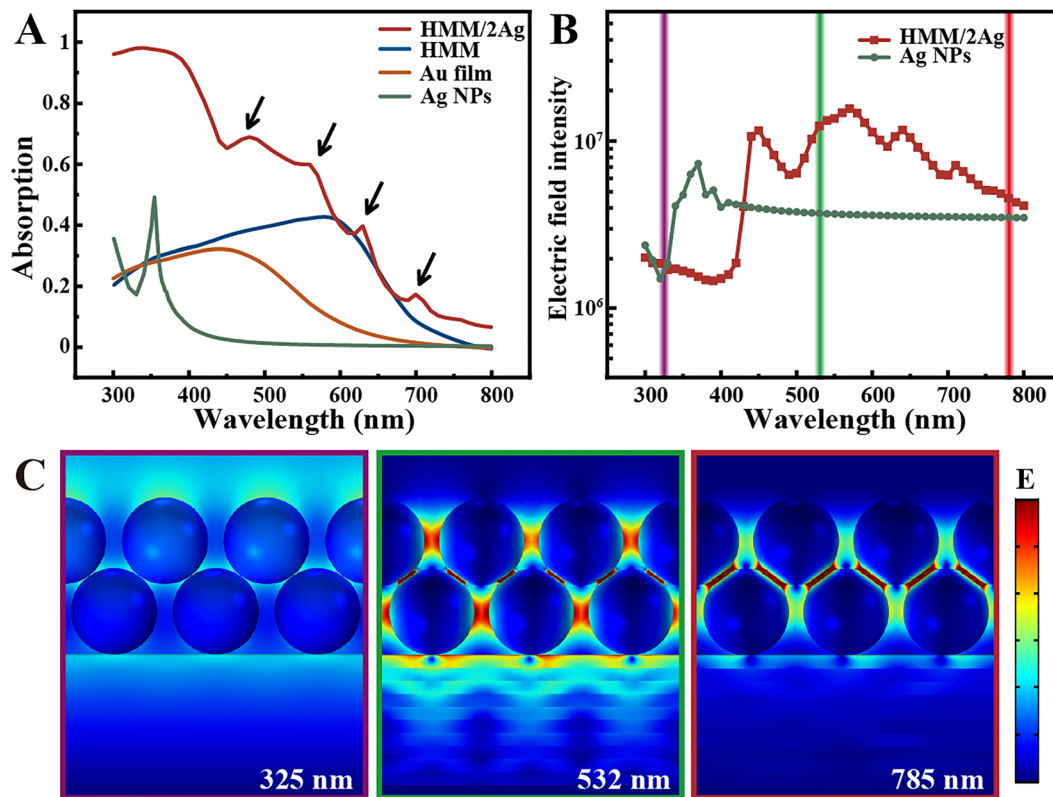 A
HMM/2Ag
HMM
Au film
Ag NPs
1
0.8
0.6
0.4
0.2
0
Absorption
300 400 500 600 700 800
Wavelength (nm)
B
HMM/2Ag
Ag NPs
10^7
10^6
Electric field intensity
300 400 500 600 700 800
Wavelength (nm)
C
325 nm
532 nm
785 nm
E